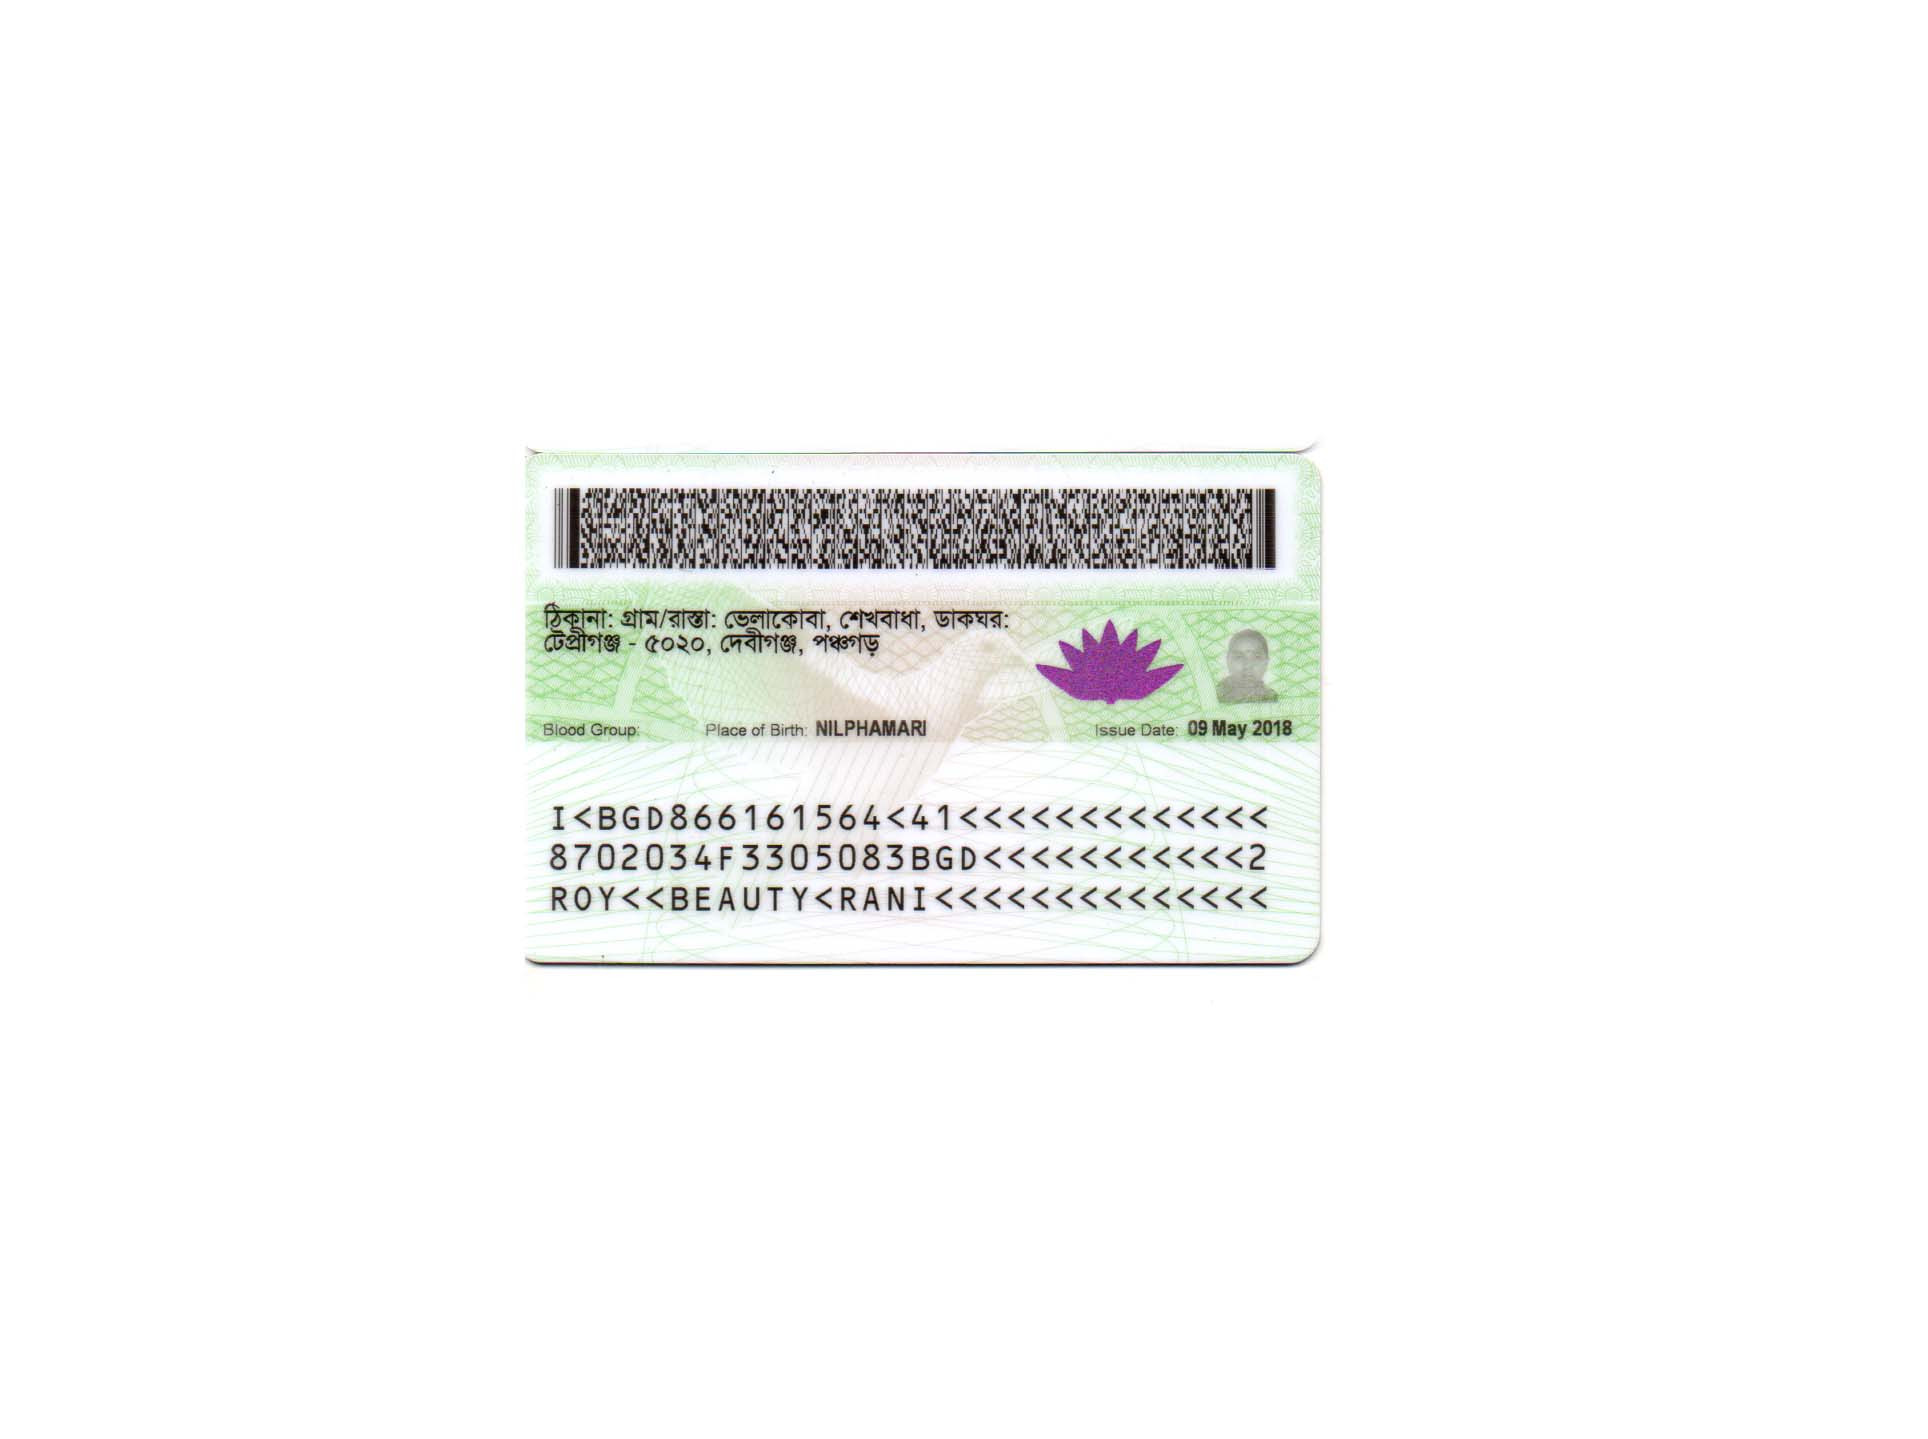 ঠিকানা: গ্রাম/রাস্তা: ভেলাকোবা, শেখবাধা, ডাকঘর:
টেপ্রীগঞ্জ - ৫০২০, দেবীগঞ্জ, পঞ্চগড়
Blood Group: Place of Birth: NILPHAMARI Issue Date: 09 May 2018
I<BGD866161564<41<<<<<<<<<<<<<
8702034F3305083BGD<<<<<<<<<<<2
ROY<<BEAUTY<RANI<<<<<<<<<<<<<<